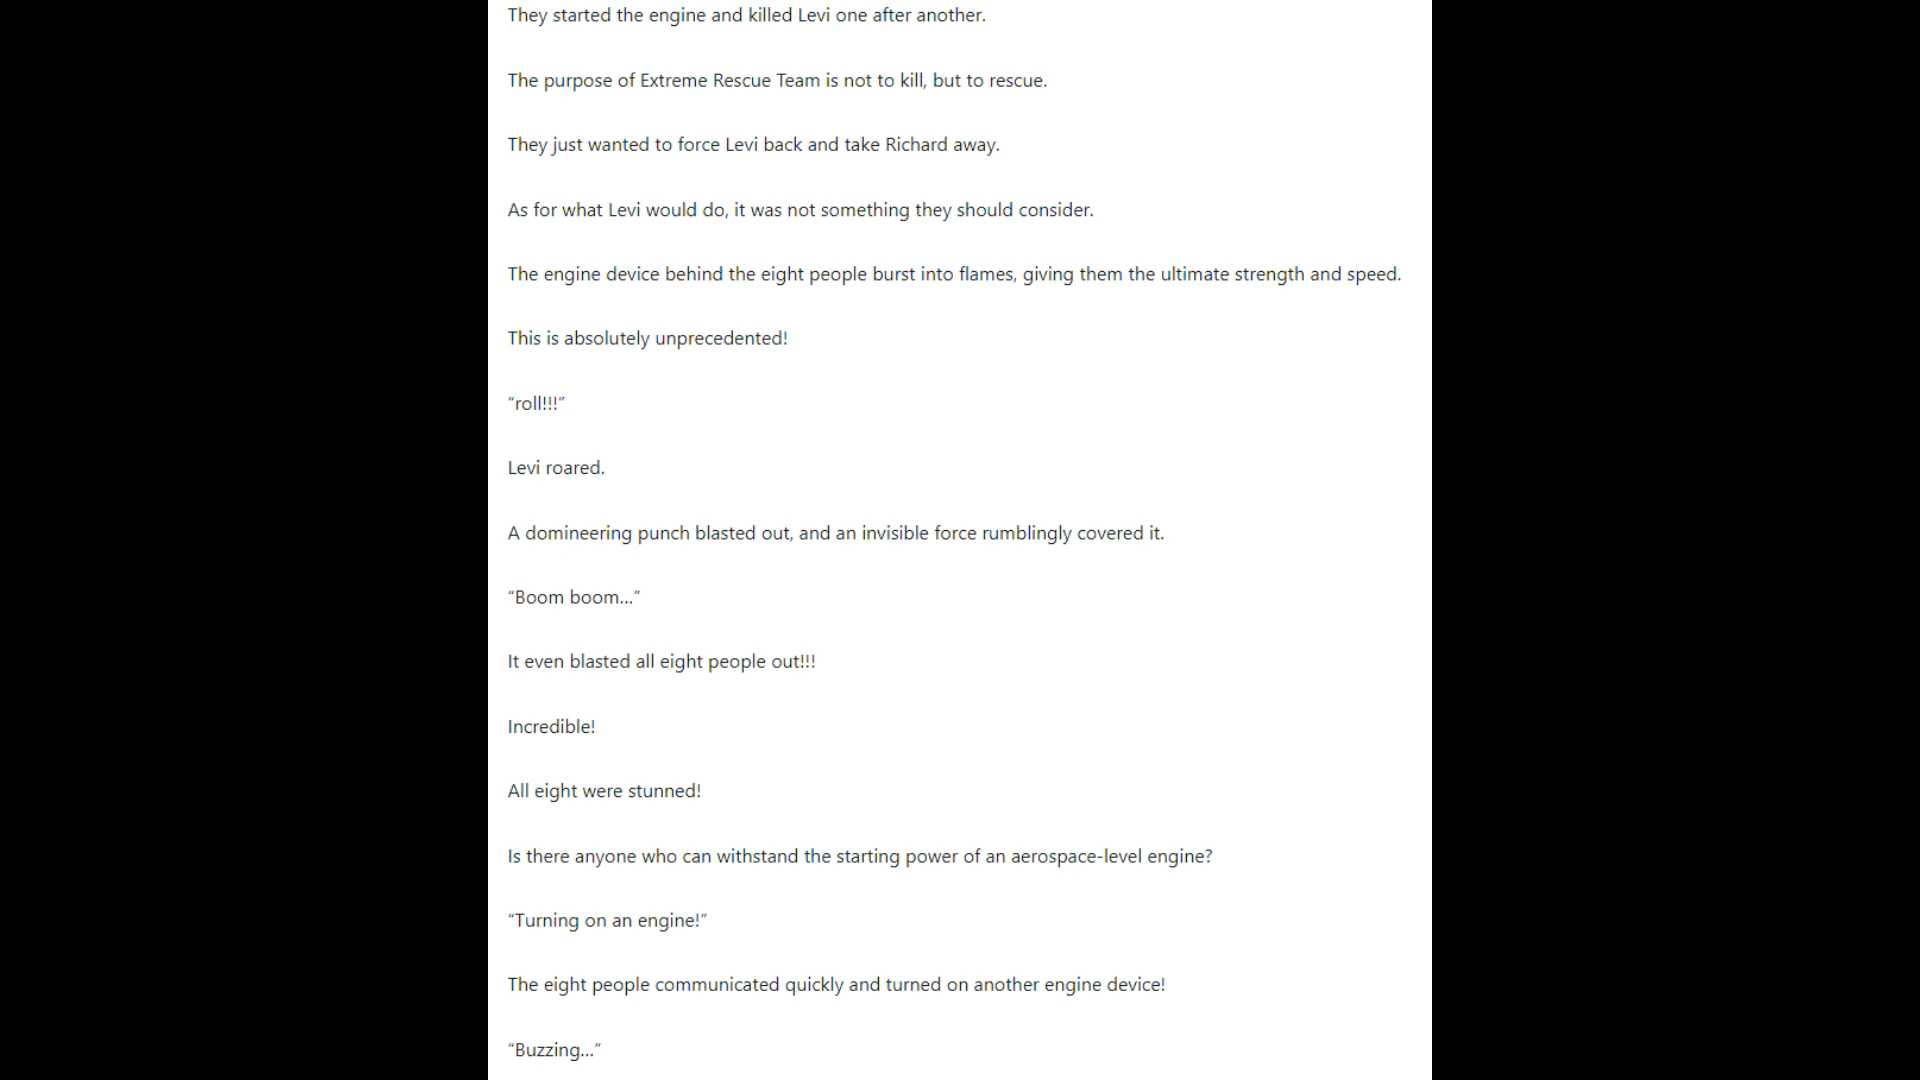 They started the engine and killed Levi one after another.
The purpose of Extreme Rescue Team is not to kill, but to rescue.
They just wanted to force Levi back and take Richard away.
As for what Levi would do, it was not something they should consider.
The engine device behind the eight people burst into flames, giving them the ultimate strength and speed.
This is absolutely unprecedented!
“roll!!!”
Levi roared.
A domineering punch blasted out, and an invisible force rumblingly covered it.
“Boom boom…”
It even blasted all eight people out!!!
Incredible!
All eight were stunned!
Is there anyone who can withstand the starting power of an aerospace-level engine?
“Turning on an engine!”
The eight people communicated quickly and turned on another engine device!
“Buzzing…”